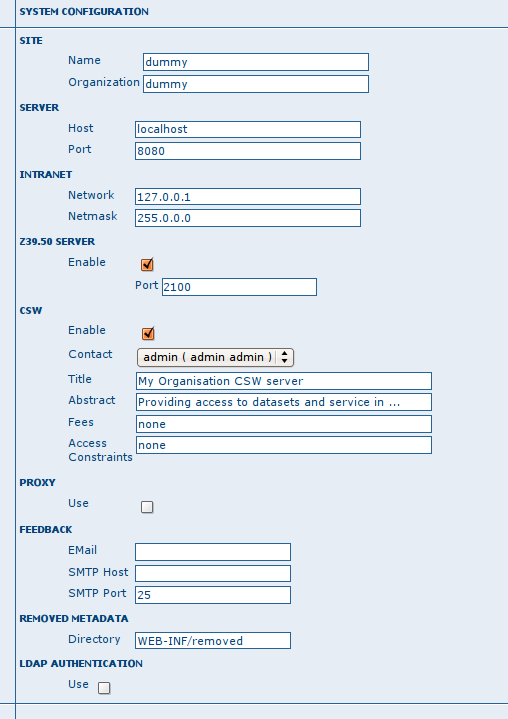 SYSTEM CONFIGURATION
SITE
Name dummy
Organization dummy
SERVER
Host localhost
Port 8080
INTRANET
Network 127.0.0.1
Netmask 255.0.0.0
Z39.50 SERVER
Enable
Port 2100
CSW
Enable
Contact admin ( admin admin )
Title My Organisation CSW server
Abstract Providing access to datasets and service in ...
Fees none
Access none
Constraints
PROXY
Use
FEEDBACK
EMail
SMTP Host
SMTP Port 25
REMOVED METADATA
Directory WEB-INF/removed
LDAP AUTHENTICATION
Use